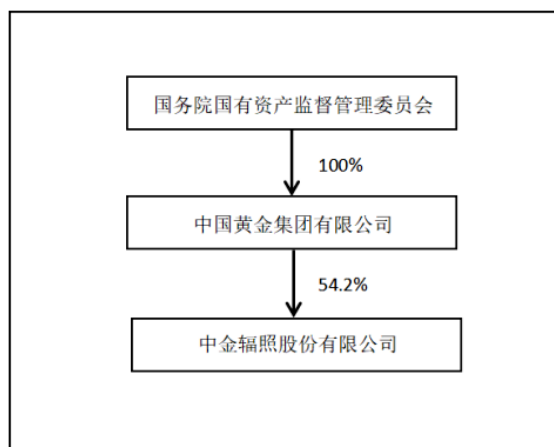 国务院国有资产监督管理委员会
100%
中国黄金集团有限公司
54.2%
中金辐照股份有限公司